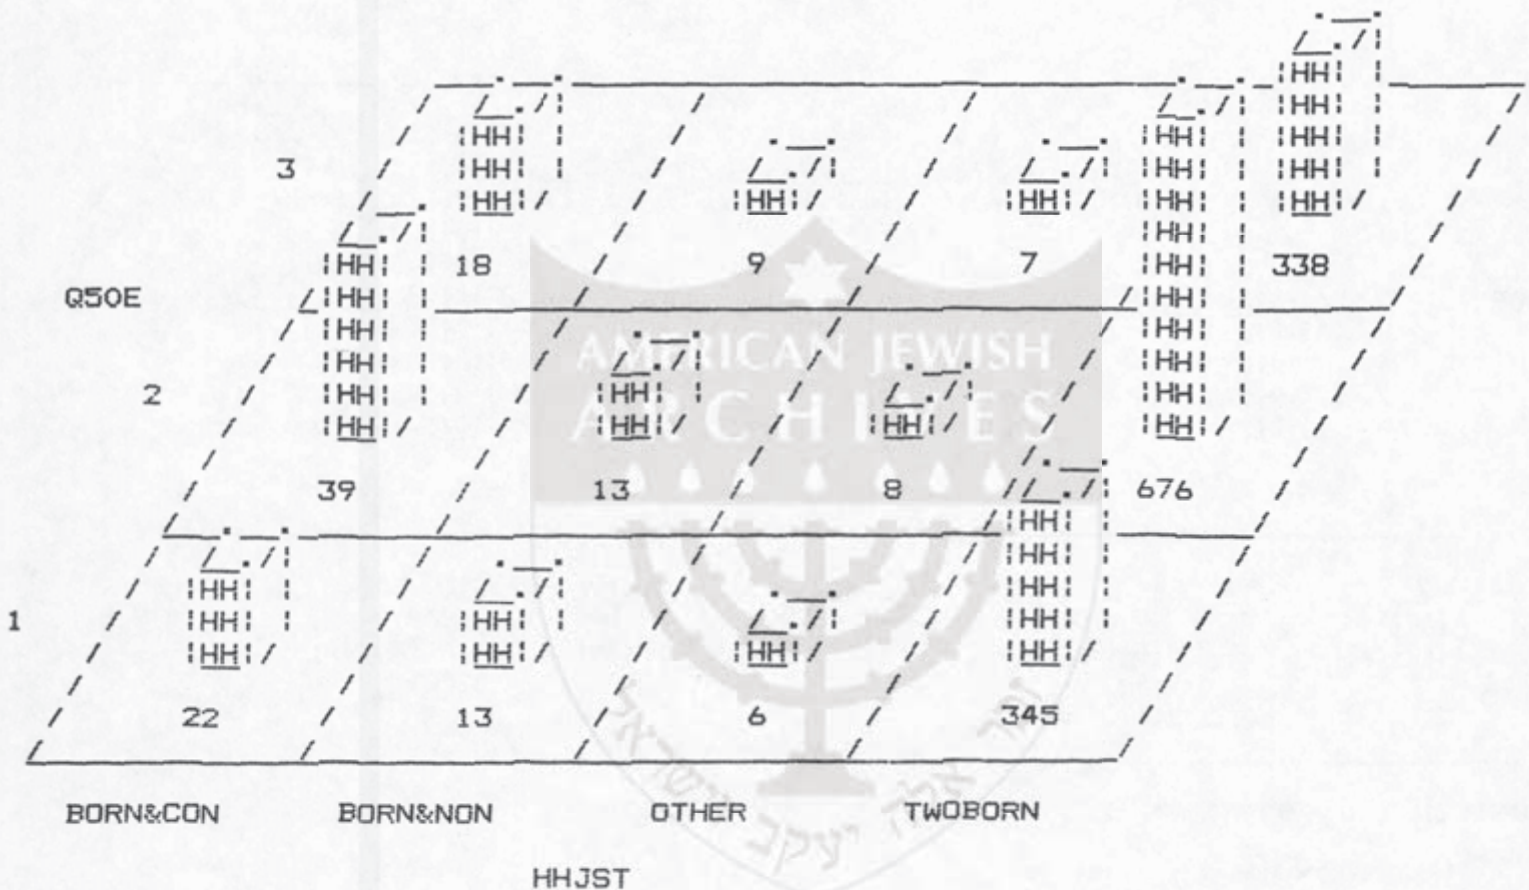 3
18 9 7 338
Q50E
2
39 13 8 676
1
22 13 6 345
BORN&CON BORN&NON OTHER TWOBORN
HHJST
AMERICAN JEWISH
ARCHIVES